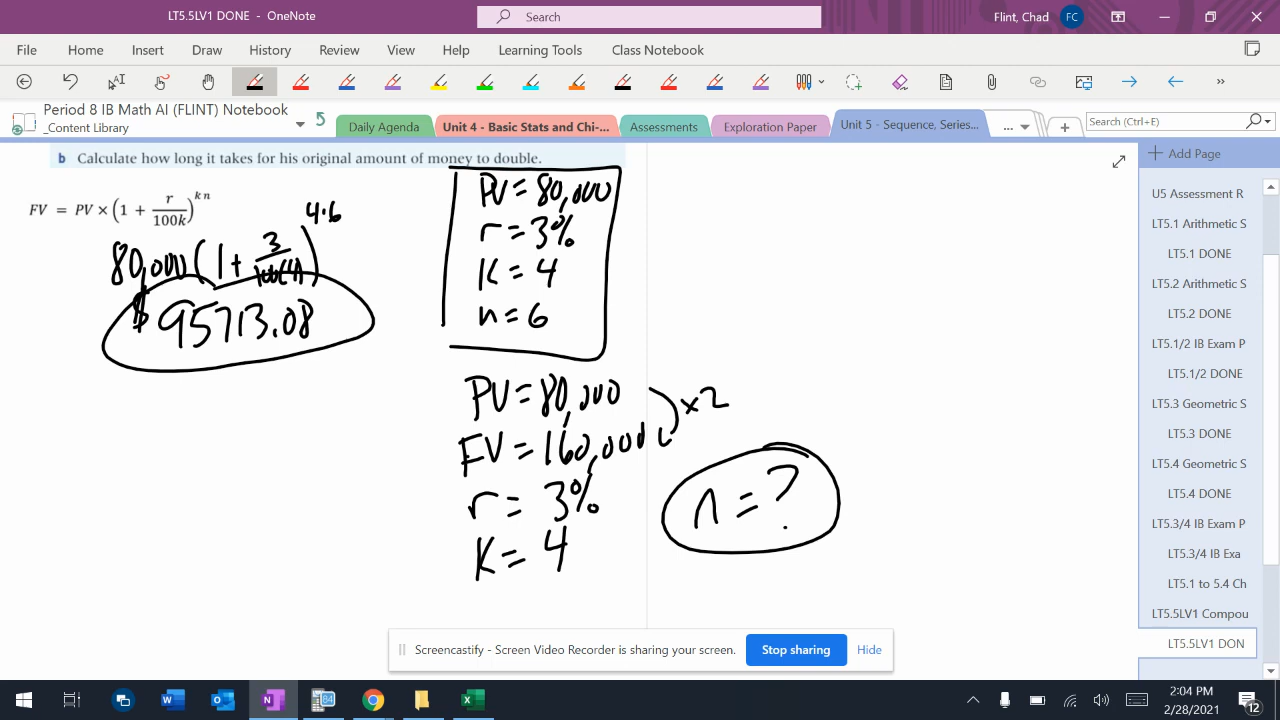 LT5.5LV1 DONE - OneNote
Search
Flint, Chad FC
File Home Insert Draw History Review View Help Learning Tools Class Notebook
Period 8 IB Math AI (FLINT) Notebook
_Content Library
Daily Agenda
Unit 4 - Basic Stats and Chi-...
Assessments
Exploration Paper
Unit 5 - Sequence, Series...
...
Search (Ctrl+E)
b Calculate how long it takes for his original amount of money to double.
FV = PV × (1 + r/100k)^kn
80,000(1 + 3/100(4))^4·6
$95713.08
PV = 80,000
r = 3%
K = 4
n = 6
PV = 80,000
x2
FV = 160,000
r = 3%
K = 4
n = ?
Add Page
U5 Assessment R
LT5.1 Arithmetic S
LT5.1 DONE
LT5.2 Arithmetic S
LT5.2 DONE
LT5.1/2 IB Exam P
LT5.1/2 DONE
LT5.3 Geometric S
LT5.3 DONE
LT5.4 Geometric S
LT5.4 DONE
LT5.3/4 IB Exam P
LT5.3/4 IB Exa
LT5.1 to 5.4 Ch
LT5.5LV1 Compou
LT5.5LV1 DON
Screencastify - Screen Video Recorder is sharing your screen.
Stop sharing
Hide
84
2:04 PM
2/28/2021
12